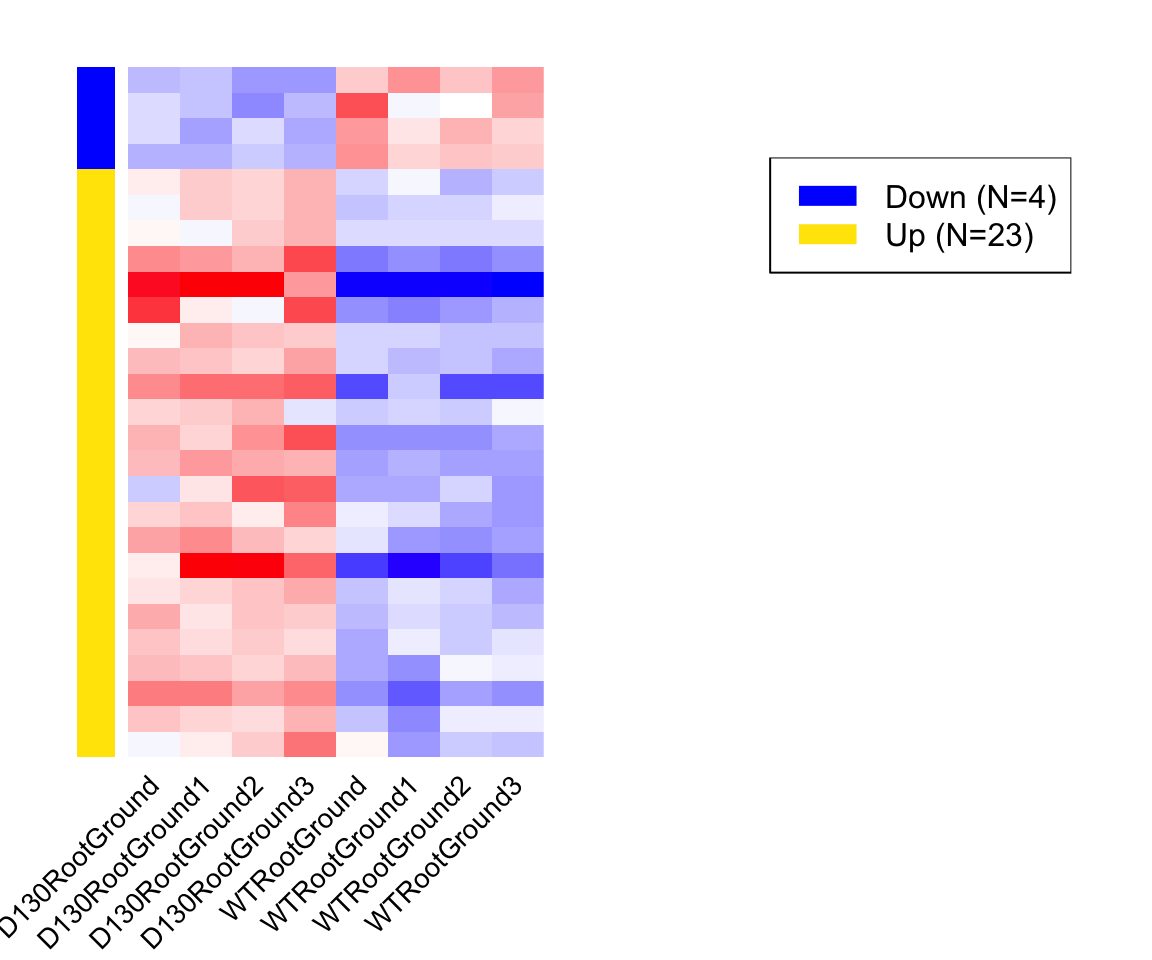 Down (N=4)
Up (N=23)
D130RootGround
D130RootGround1
D130RootGround2
D130RootGround3
WTRootGround
WTRootGround1
WTRootGround2
WTRootGround3